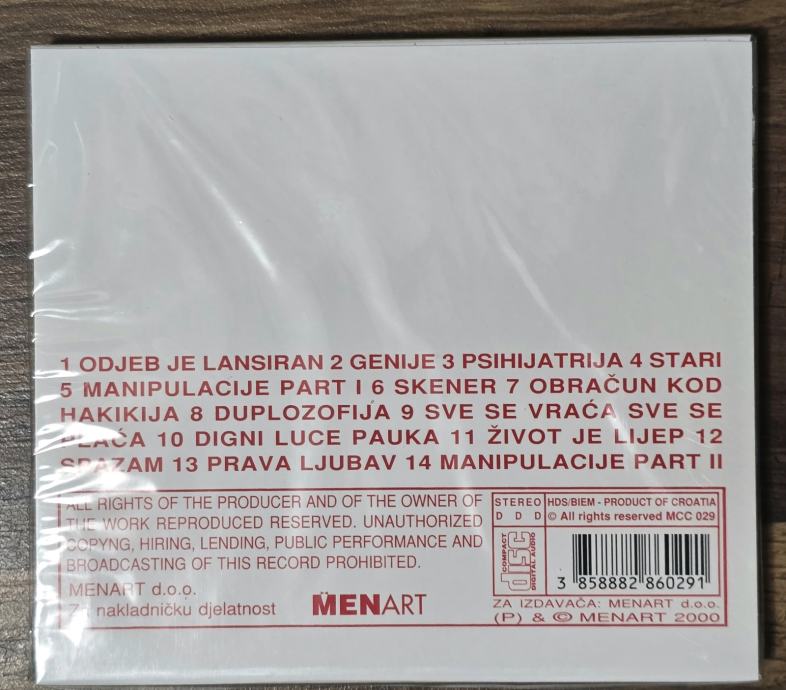 1 ODJEB JE LANSIRAN 2 GENIJE 3 PSIHIJATRIJA 4 STARI
5 MANIPULACIJE PART I 6 SKENER 7 OBRAČUN KOD
HAKIKIJA 8 DUPLOZOFIJA 9 SVE SE VRAĆA SVE SE
PLAĆA 10 DIGNI LUCE PAUKA 11 ŽIVOT JE LIJEP 12
SPAZAM 13 PRAVA LJUBAV 14 MANIPULACIJE PART II
ALL RIGHTS OF THE PRODUCER AND OF THE OWNER OF
THE WORK REPRODUCED RESERVED. UNAUTHORIZED
COPYNG, HIRING, LENDING, PUBLIC PERFORMANCE AND
BROADCASTING OF THIS RECORD PROHIBITED.
MENART d.o.o.
Za nakladničku djelatnost
MENART
STEREO
D D D
HDS/BIEM - PRODUCT OF CROATIA
© All rights reserved MCC 029
COMPACT
disc
DIGITAL AUDIO
3 858882 860291
ZA IZDAVAČA: MENART d.o.o.
(P) & © MENART 2000